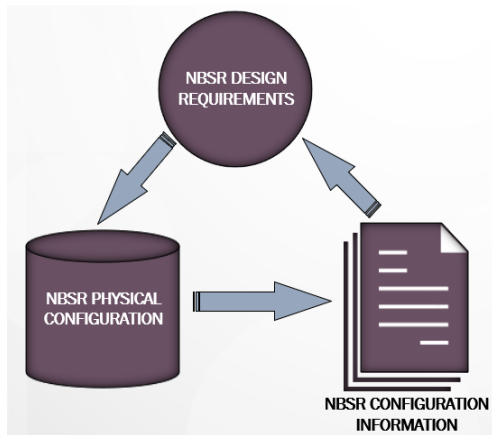 NBSR DESIGN
REQUIREMENTS
NBSR PHYSICAL
CONFIGURATION
NBSR CONFIGURATION
INFORMATION